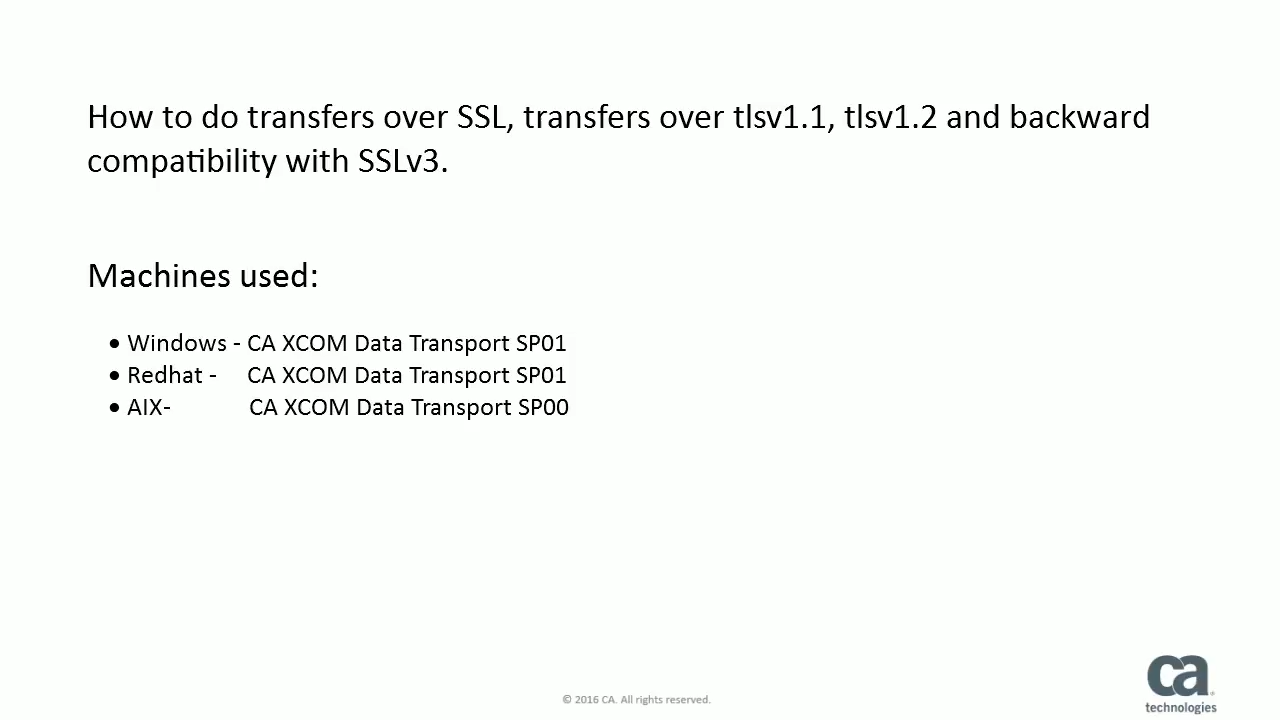 How to do transfers over SSL, transfers over tlsv1.1, tlsv1.2 and backward
compatibility with SSLv3.
Machines used:
• Windows - CA XCOM Data Transport SP01
• Redhat - CA XCOM Data Transport SP01
• AIX- CA XCOM Data Transport SP00
© 2016 CA. All rights reserved.
ca
technologies